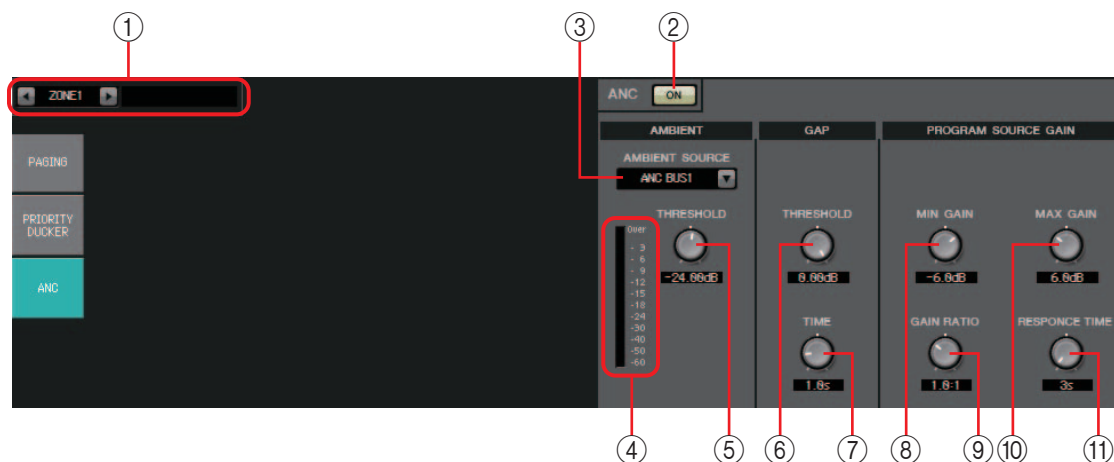 ① ③ ②
ZONE1
ANC ON
AMBIENT GAP PROGRAM SOURCE GAIN
PAGING
PRIORITY
DUCKER
ANC
AMBIENT SOURCE
ANC BUS1
THRESHOLD THRESHOLD MIN GAIN MAX GAIN
Over
- 3
- 6
- 9
-12
-15
-18
-24
-30
-40
-50
-60
-24.00dB 0.00dB -6.0dB 6.0dB
TIME GAIN RATIO RESPONCE TIME
1.0s 1.0:1 3s
④ ⑤ ⑥ ⑦ ⑧ ⑨ ⑩ ⑪